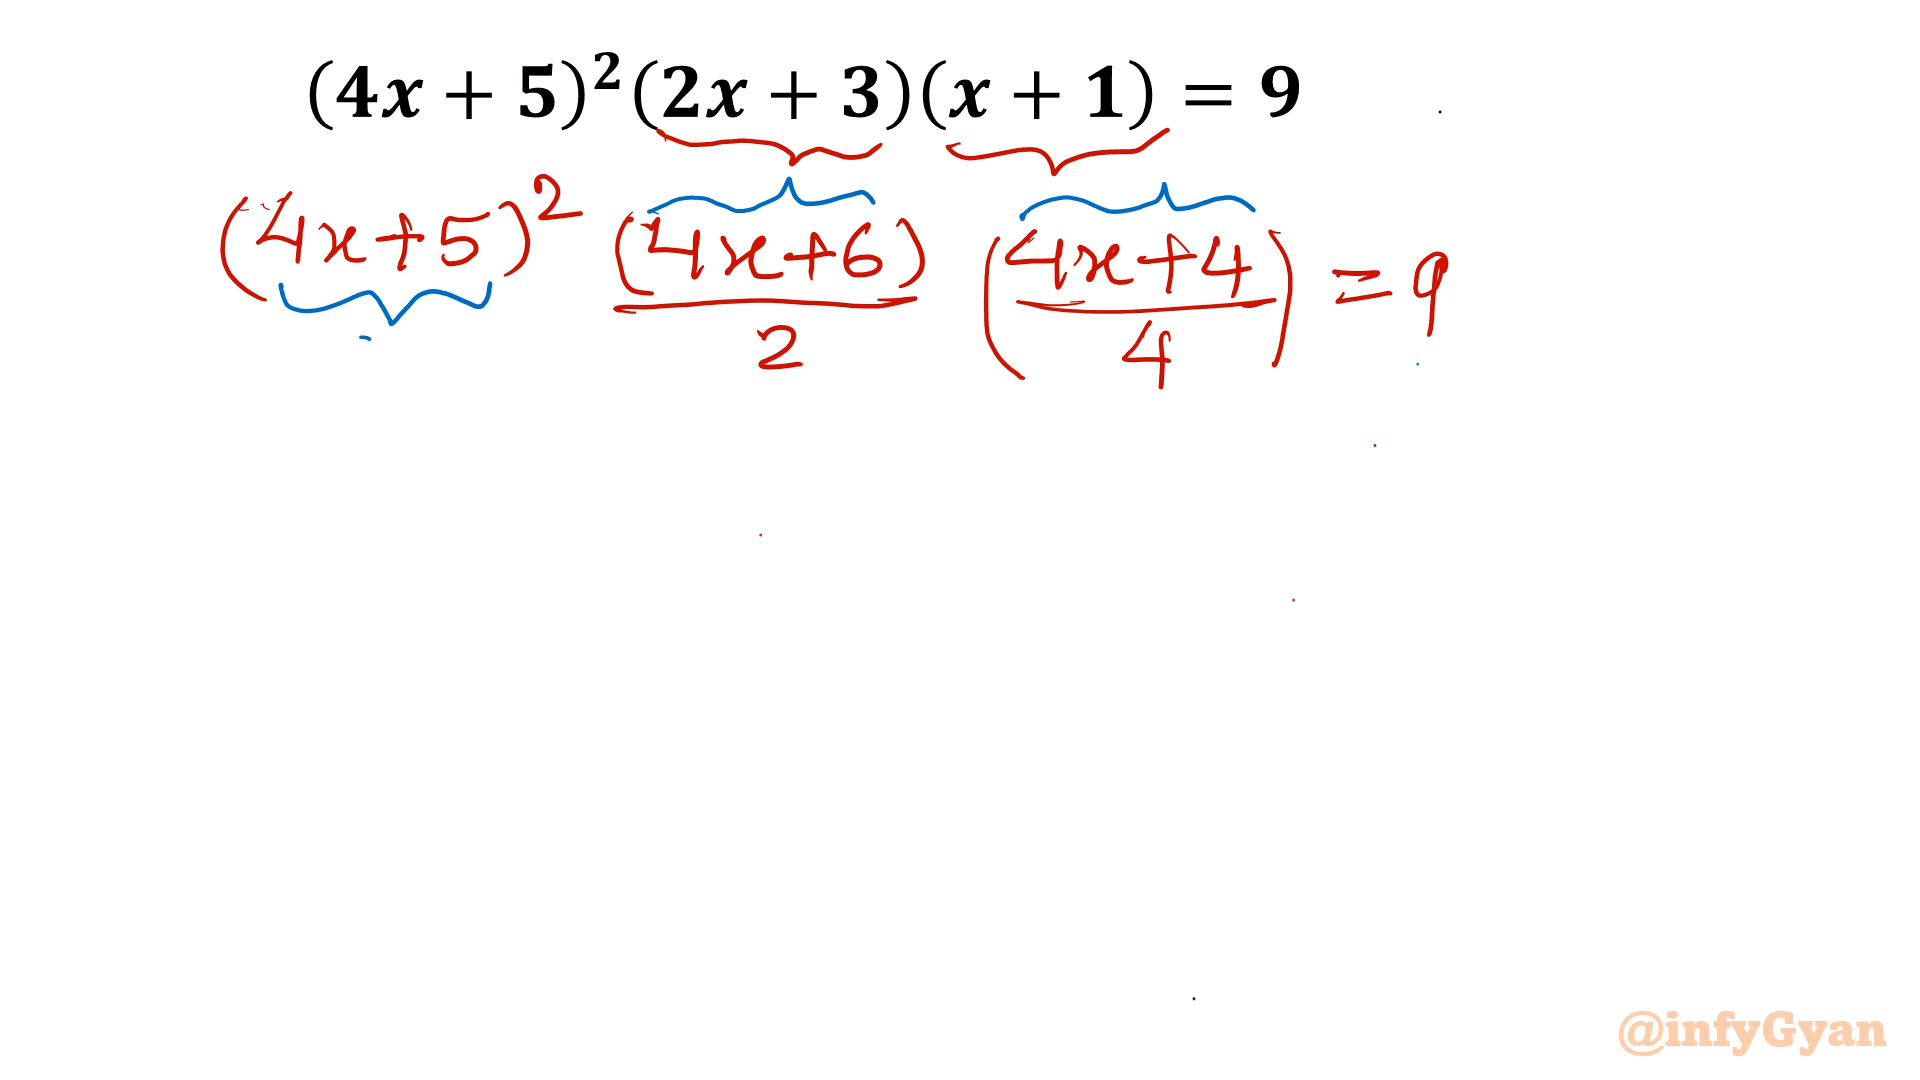 (4x + 5)²(2x + 3)(x + 1) = 9
(4x+5)² (4x+6)/2 ((4x+4)/4) = 9
@infyGyan